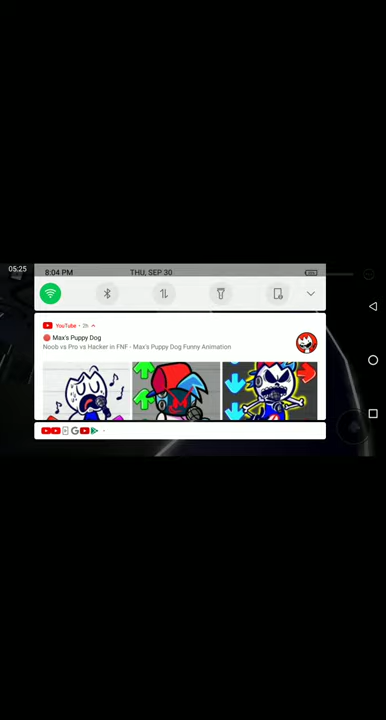 05:25
8:04 PM
THU, SEP 30
YouTube • 2h
Max's Puppy Dog
Noob vs Pro vs Hacker in FNF - Max's Puppy Dog Funny Animation